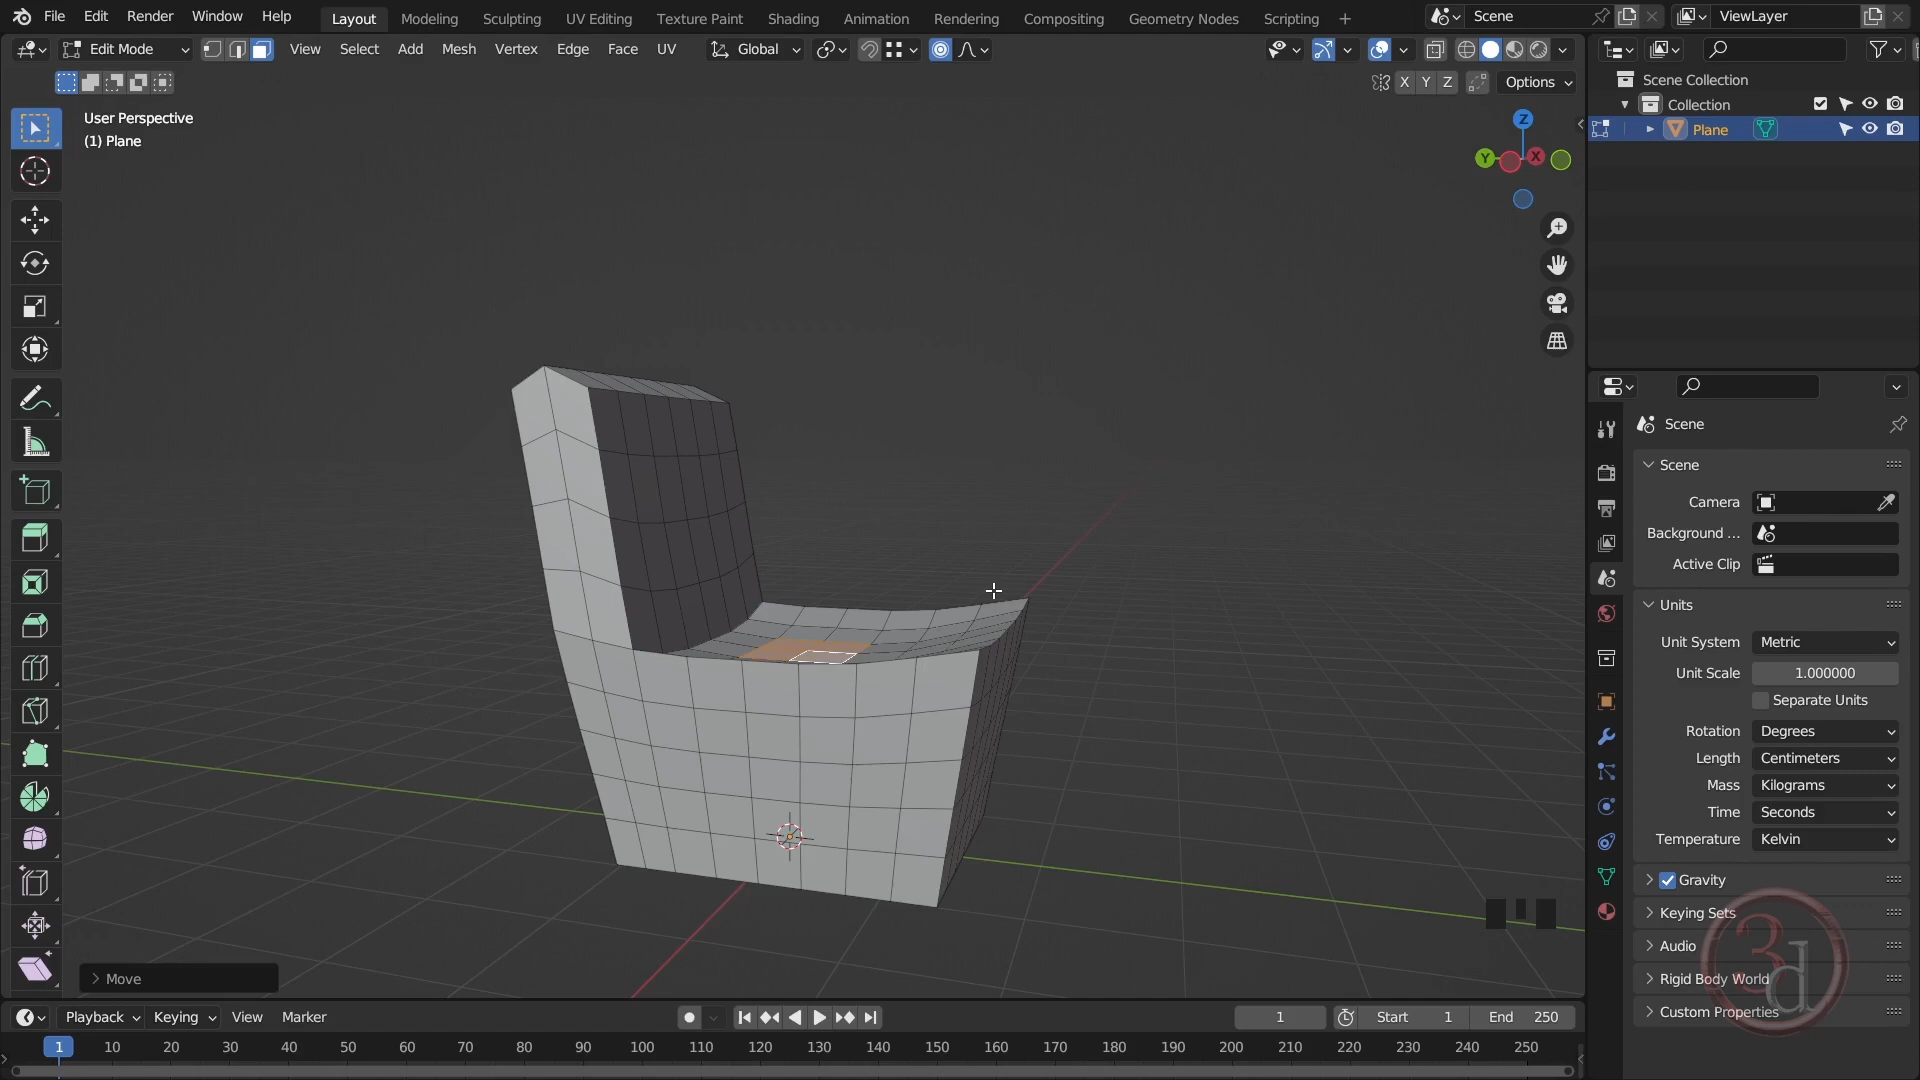 File Edit Render Window Help Layout Modeling Sculpting UV Editing Texture Paint Shading Animation Rendering Compositing Geometry Nodes Scripting + Scene ViewLayer
Edit Mode View Select Add Mesh Vertex Edge Face UV Global
X Y Z Options
User Perspective
(1) Plane
Z
Y X
Scene Collection
Collection
Plane
Scene
Scene
Camera
Background ...
Active Clip
Units
Unit System Metric
Unit Scale 1.000000
Separate Units
Rotation Degrees
Length Centimeters
Mass Kilograms
Time Seconds
Temperature Kelvin
Gravity
Keying Sets
Audio
Rigid Body World
Custom Properties
3d
Move
Playback Keying View Marker 1 Start 1 End 250
1 10 20 30 40 50 60 70 80 90 100 110 120 130 140 150 160 170 180 190 200 210 220 230 240 250